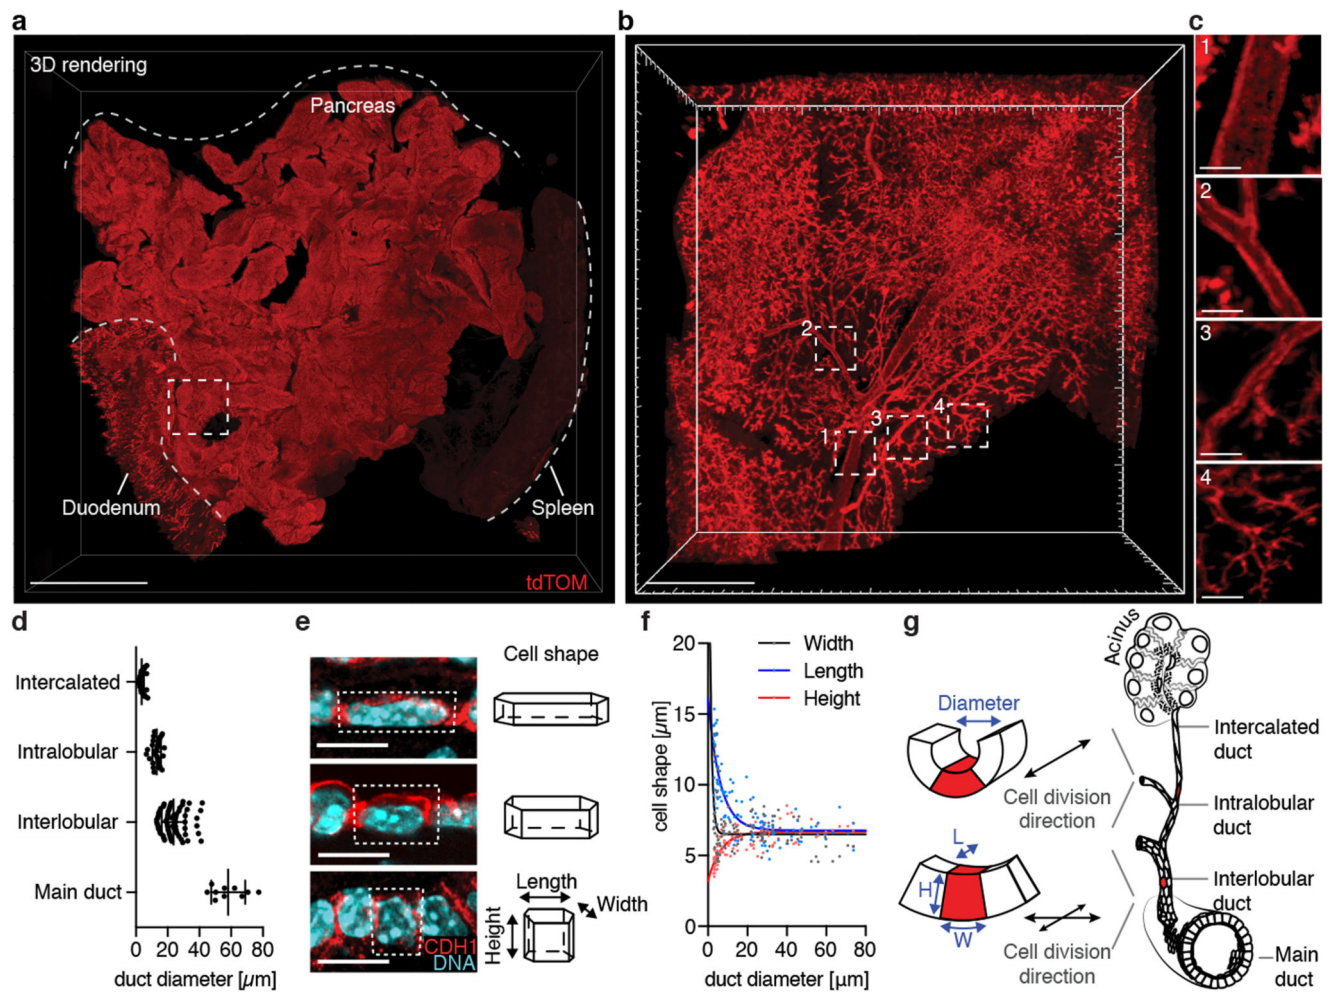 a
3D rendering
Pancreas
Duodenum
Spleen
tdTOM
b
1
2
3
4
c
1
2
3
4
d
Intercalated
Intralobular
Interlobular
Main duct
0 20 40 60 80
duct diameter [µm]
e
Cell shape
CDH1
DNA
Length
Width
Height
f
20
15
10
5
0
cell shape [µm]
Width
Length
Height
0 20 40 60 80
duct diameter [µm]
g
Acinus
Diameter
Cell division
direction
L
H
W
Cell division
direction
Intercalated
duct
Intralobular
duct
Interlobular
duct
Main
duct